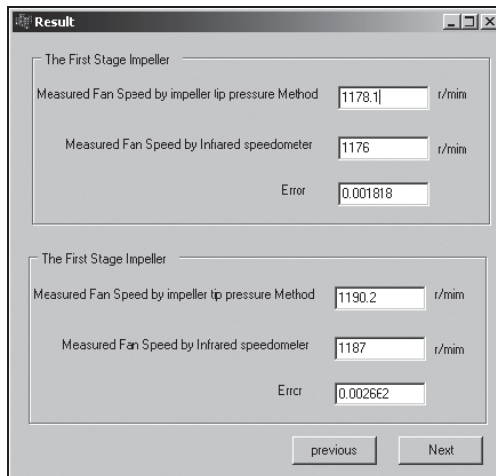 Result
The First Stage Impeller
Measured Fan Speed by impeller tip pressure Method 1178.1 r/mim
Measured Fan Speed by Infrared speedometer 1176 r/mim
Error 0.001818
The First Stage Impeller
Measured Fan Speed by impeller tip pressure Method 1190.2 r/mim
Measured Fan Speed by Infrared speedometer 1187 r/mim
Error 0.002682
previous Next